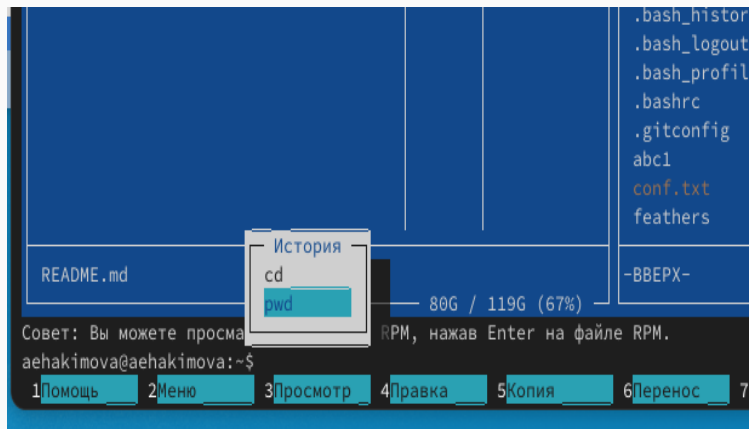 .bash_histor
.bash_logout
.bash_profil
.bashrc
.gitconfig
abc1
conf.txt
feathers
История
cd
pwd
README.md
-ВВЕРХ-
80G / 119G (67%)
Совет: Вы можете просма RPM, нажав Enter на файле RPM.
aehakimova@aehakimova:~$
1Помощь 2Меню 3Просмотр 4Правка 5Копия 6Перенос 7